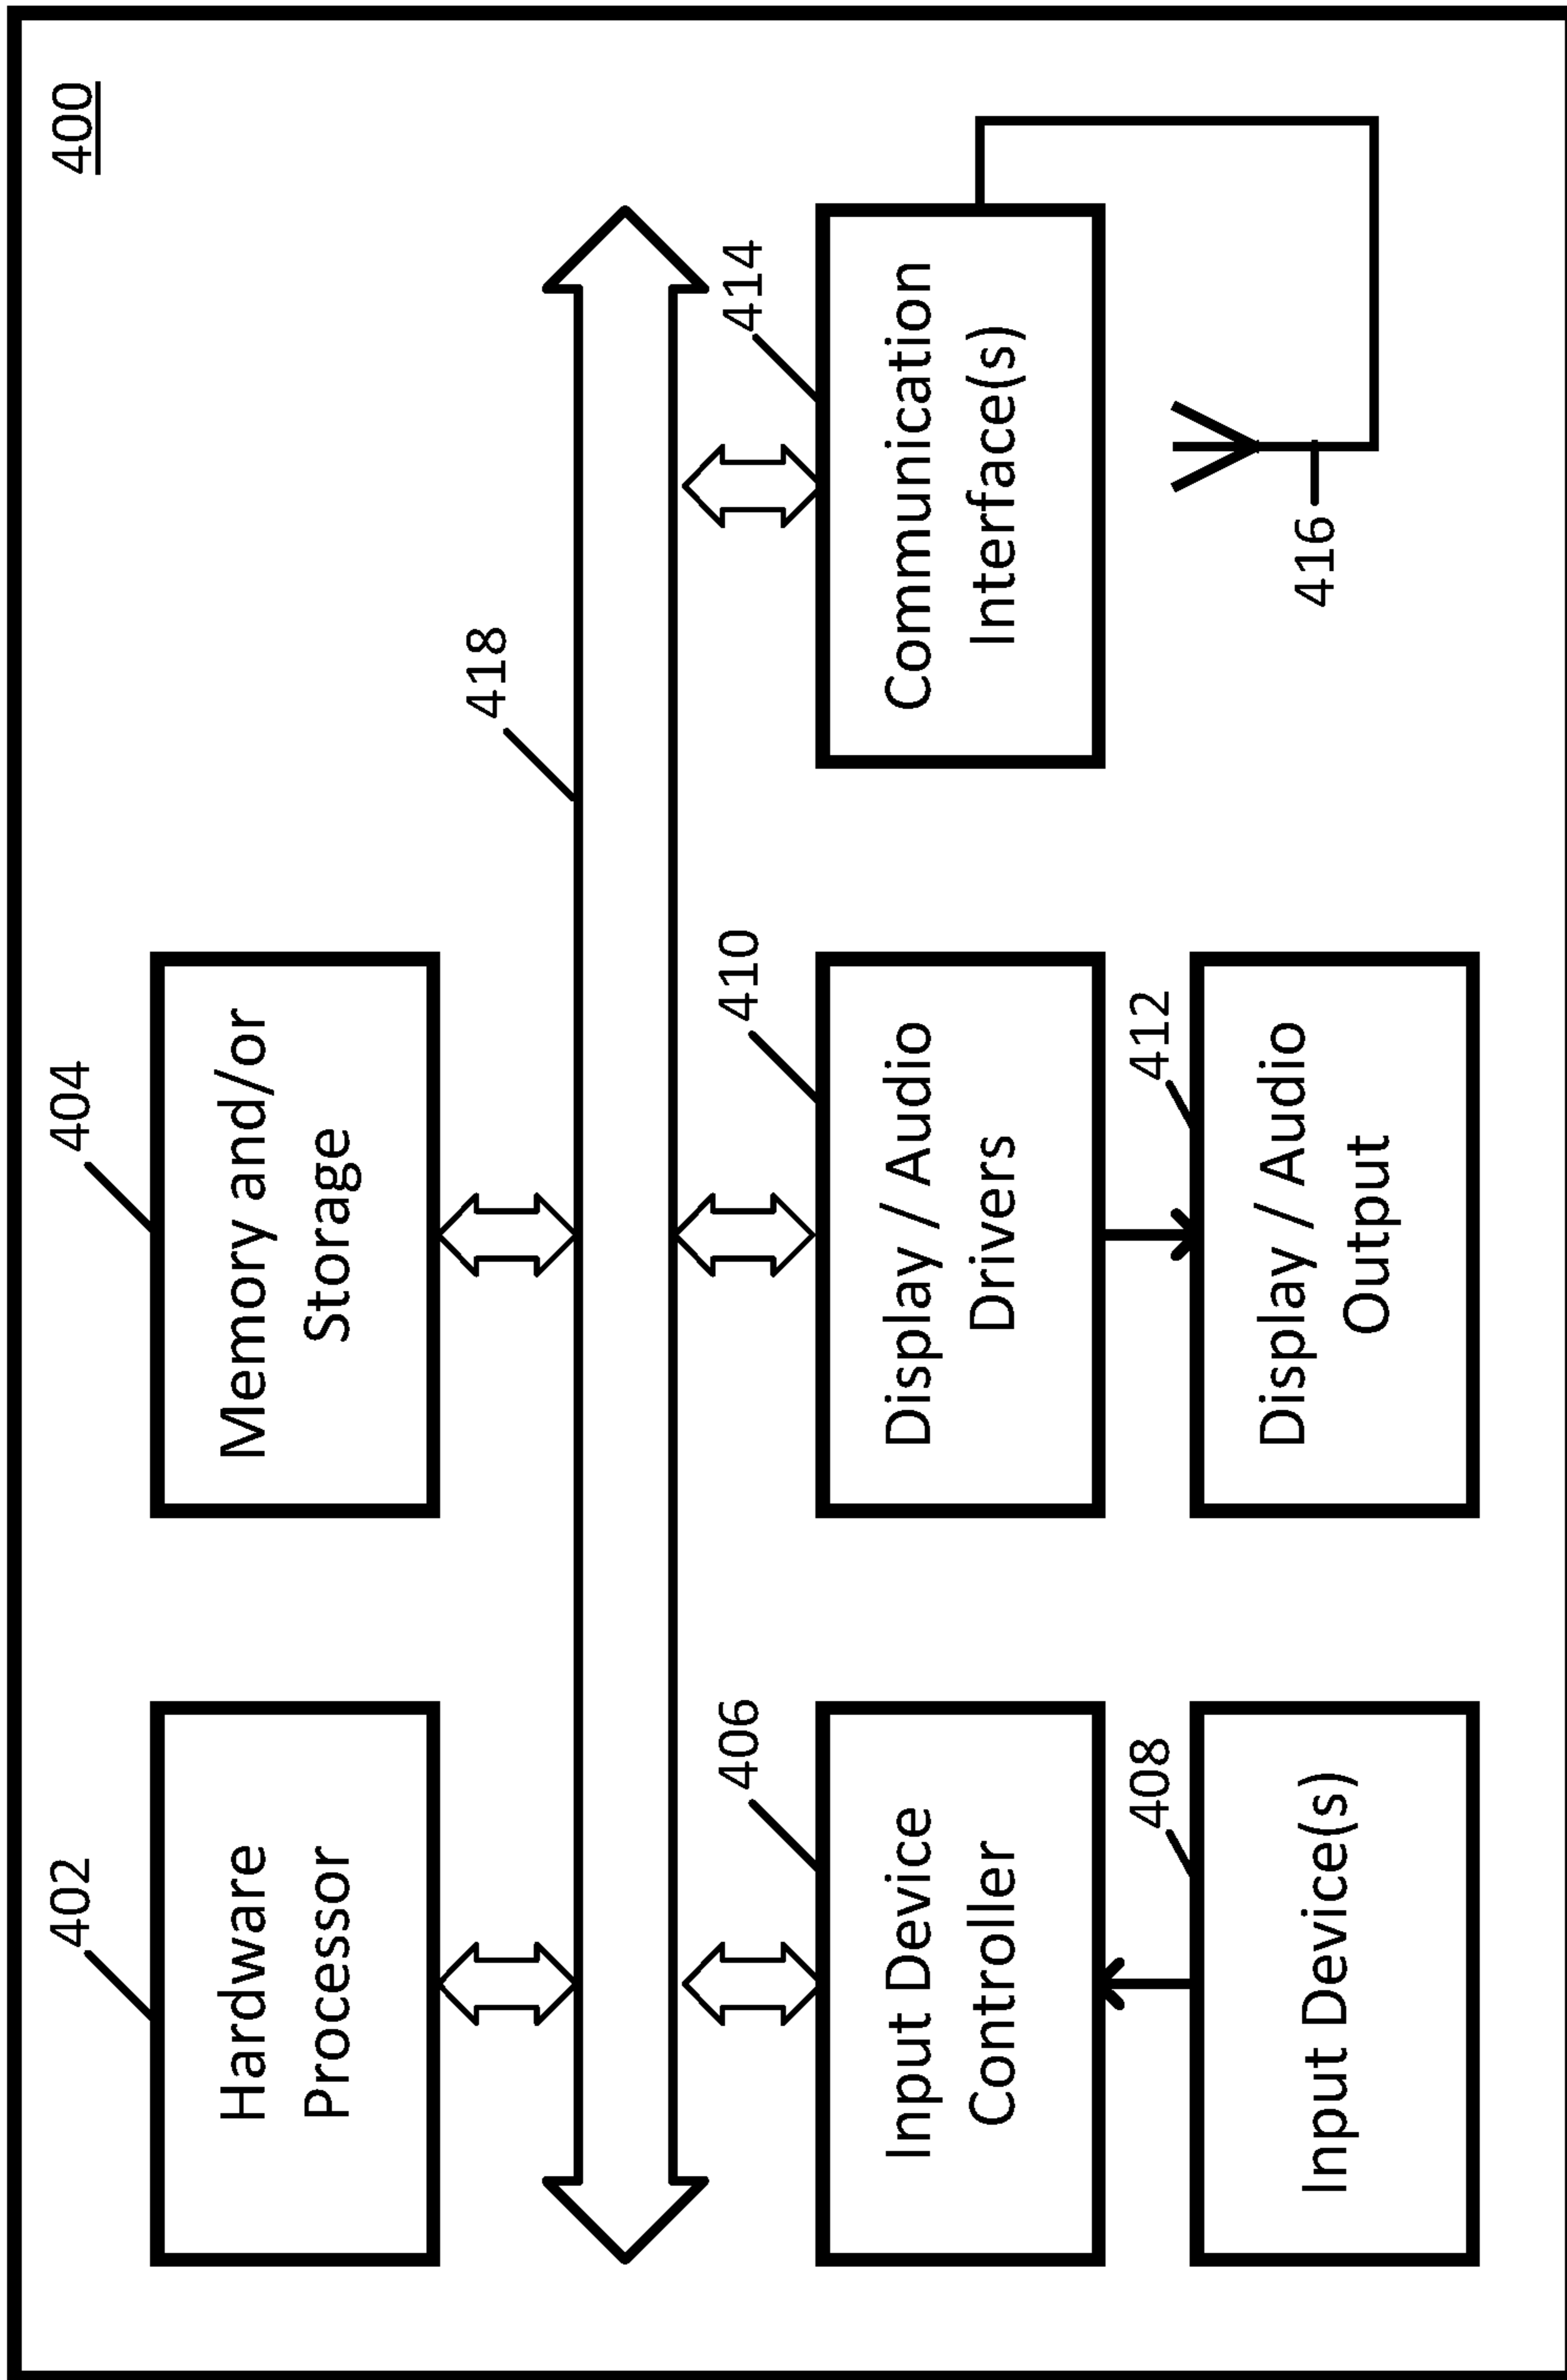 400
402
404
Hardware
Processor
Memory and/or
Storage
418
406
410
414
Input Device
Controller
Display / Audio
Drivers
Communication
Interface(s)
408
412
Input Device(s)
Display / Audio
Output
416